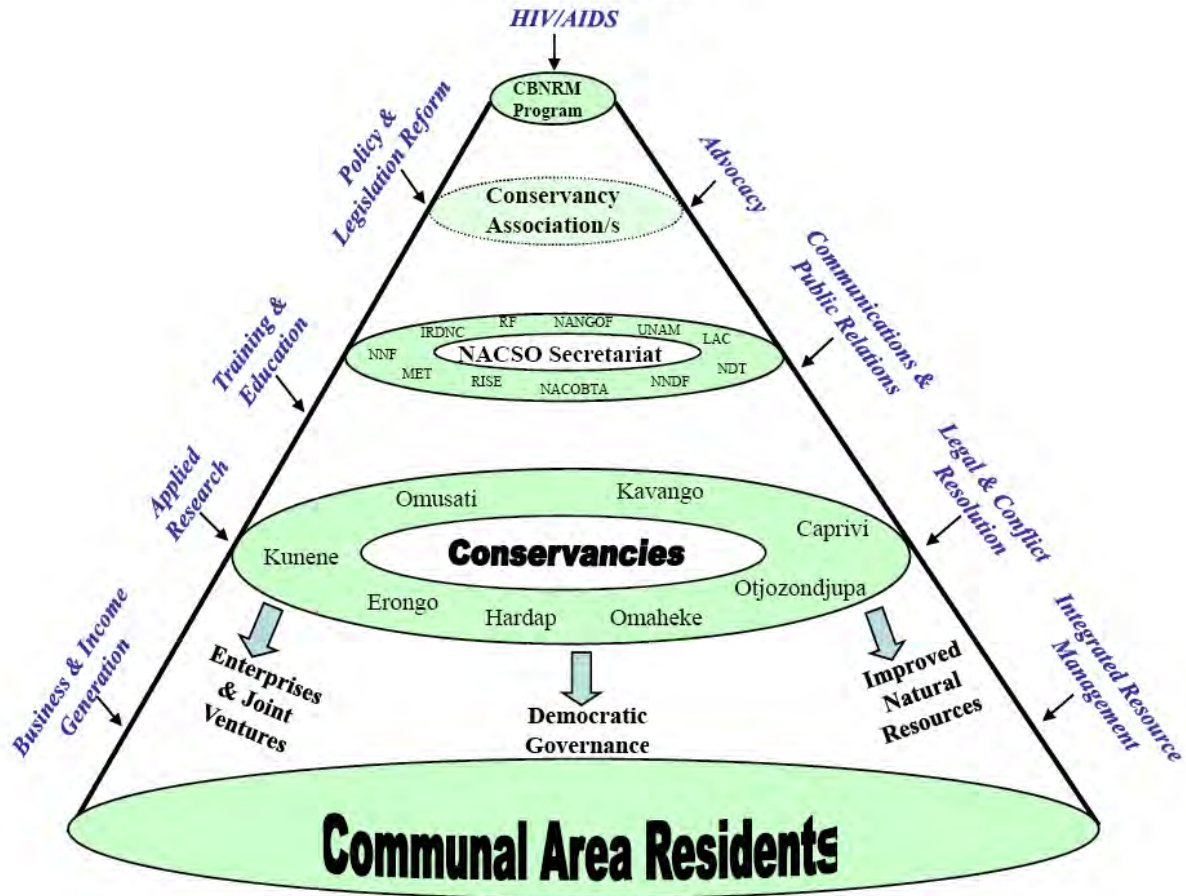 HIV/AIDS
CBNRM
Program
Policy &
Legislation Reform
Advocacy
Conservancy
Association/s
Communications &
Public Relations
Training &
Education
IRDNC
RF
NANGOF
UNAM
LAC
NNF
NACSO Secretariat
MET
RISE
NACOBTA
NNDF
NDT
Applied
Research
Legal & Conflict
Resolution
Omusati
Kavango
Caprivi
Kunene
Conservancies
Erongo
Hardap
Omaheke
Otjozondjupa
Business & Income
Generation
Enterprises
& Joint
Ventures
Democratic
Governance
Improved
Natural
Resources
Integrated Resource
Management
Communal Area Residents